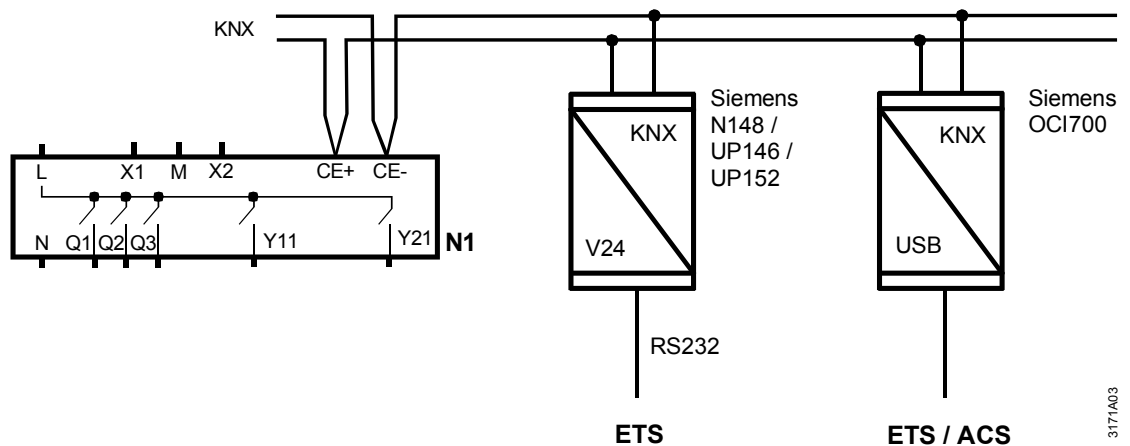 KNX
L X1 M X2 CE+ CE-
N Q1 Q2 Q3 Y11 Y21 N1
KNX
V24
Siemens
N148 /
UP146 /
UP152
RS232
ETS
KNX
USB
Siemens
OCI700
ETS / ACS
3171A03